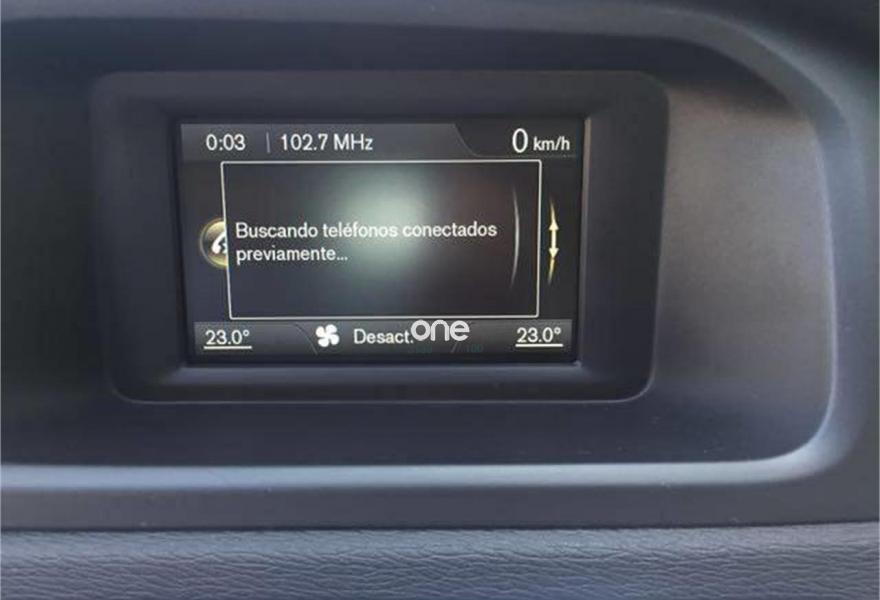 0:03 | 102.7 MHz 0 km/h
Buscando teléfonos conectados
previamente...
23.0° Desact. one 23.0°